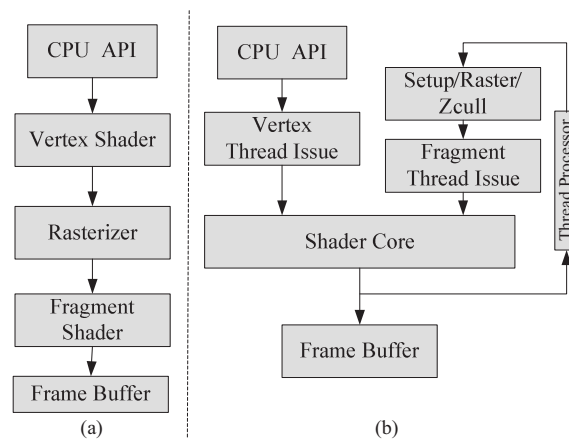 CPU API
Vertex Shader
Rasterizer
Fragment
Shader
Frame Buffer
(a)
CPU API
Vertex
Thread Issue
Setup/Raster/
Zcull
Fragment
Thread Issue
Thread Processor
Shader Core
Frame Buffer
(b)